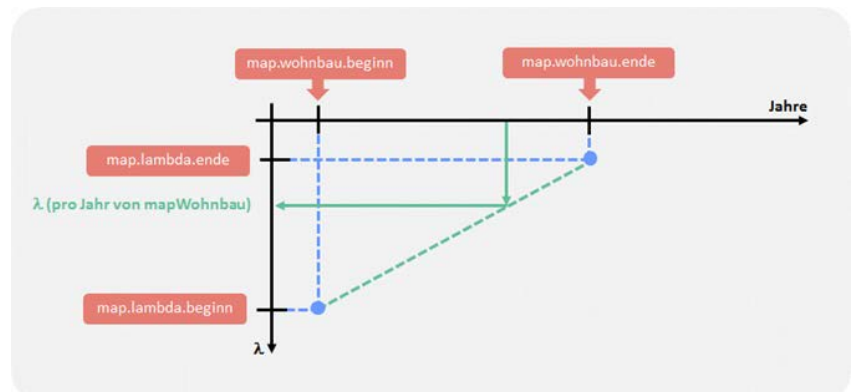 map.wohnbau.beginn
map.wohnbau.ende
Jahre
map.lambda.ende
λ (pro Jahr von mapWohnbau)
map.lambda.beginn
λ